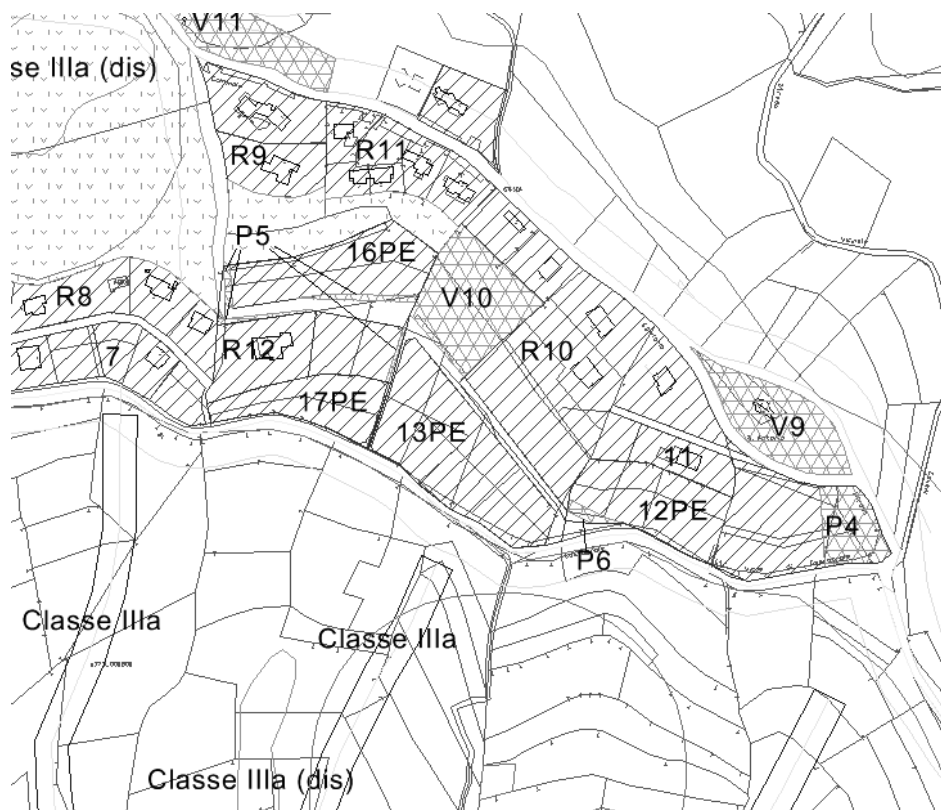 V11
sse IIIa (dis)
R9
R11
P5
16PE
R8
V10
R12
R10
7
17PE
13PE
V9
11
12PE
P4
P6
Classe IIIa
Classe IIIa
Classe IIIa (dis)